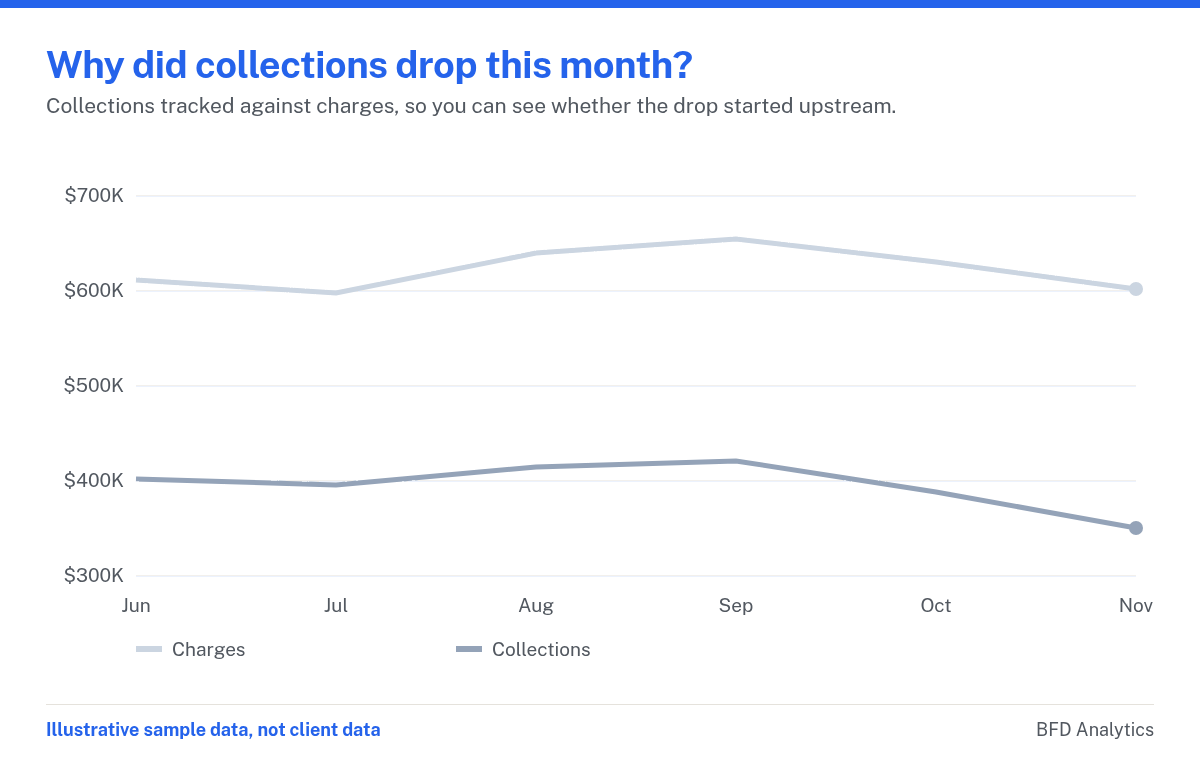 Why did collections drop this month?
Collections tracked against charges, so you can see whether the drop started upstream.
$700K
$600K
$500K
$400K
$300K
Jun Jul Aug Sep Oct Nov
Charges Collections
Illustrative sample data, not client data BFD Analytics